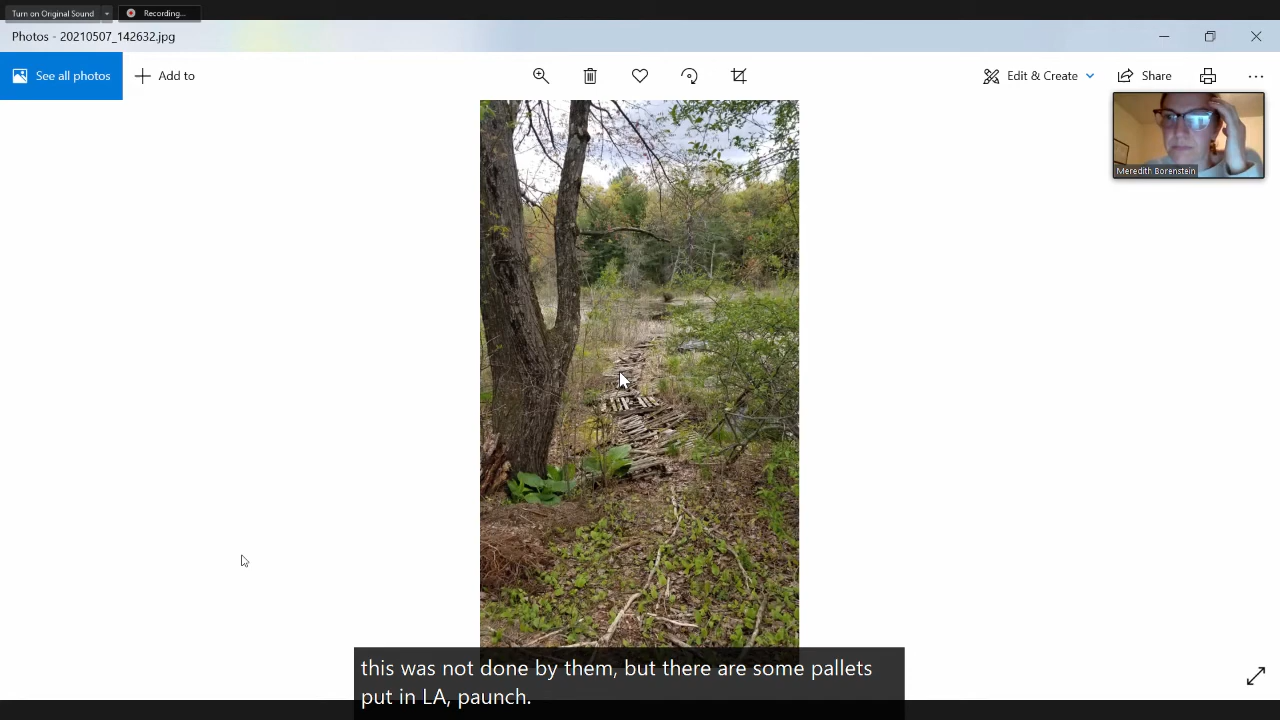 Turn on Original Sound
Recording...
Photos - 20210507_142632.jpg
See all photos
Add to
Edit & Create
Share
Meredith Borenstein
this was not done by them, but there are some pallets
put in LA, paunch.